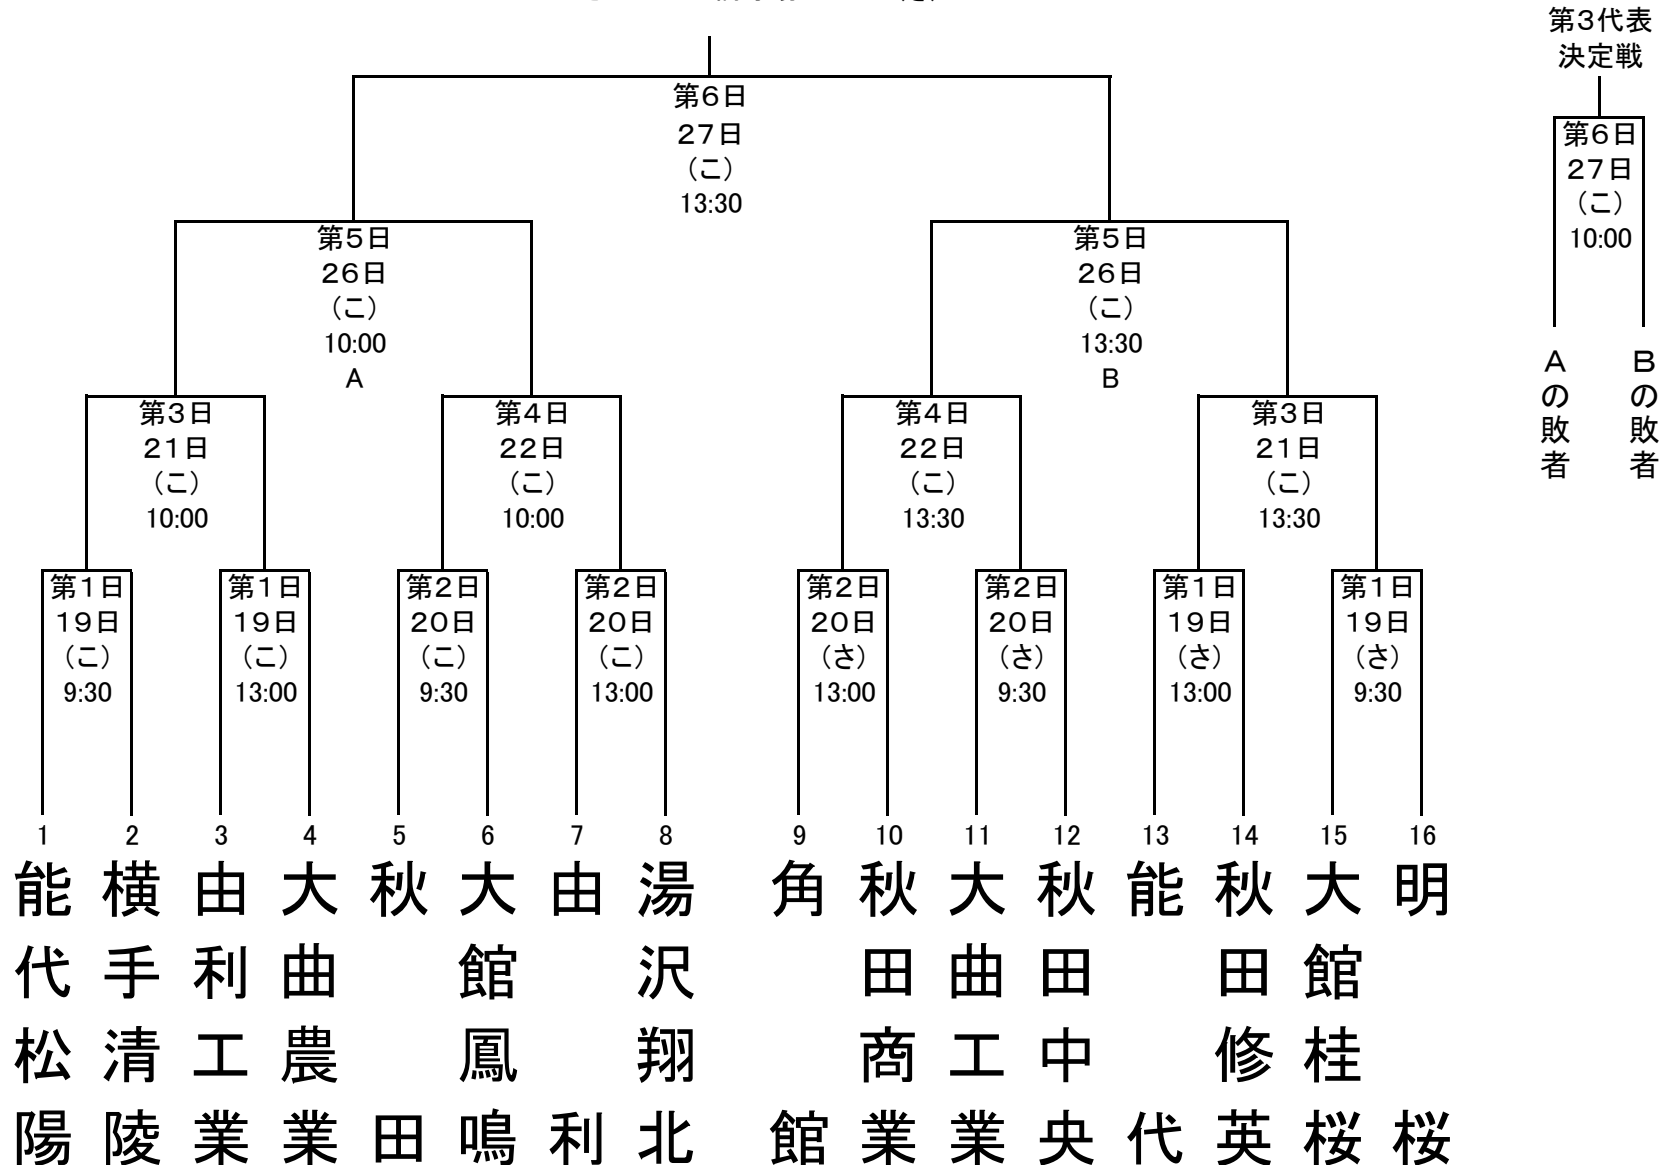 第3代表
決定戦
第6日
27日
(こ)
13:30
第6日
27日
(こ)
10:00
Aの敗者
Bの敗者
第5日
26日
(こ)
10:00
A
第5日
26日
(こ)
13:30
B
第3日
21日
(こ)
10:00
第4日
22日
(こ)
10:00
第4日
22日
(こ)
13:30
第3日
21日
(こ)
13:30
第1日
19日
(こ)
9:30
第1日
19日
(こ)
13:00
第2日
20日
(こ)
9:30
第2日
20日
(こ)
13:00
第2日
20日
(さ)
13:00
第2日
20日
(さ)
9:30
第1日
19日
(さ)
13:00
第1日
19日
(さ)
9:30
1 2 3 4 5 6 7 8 9 10 11 12 13 14 15 16
能代松陽
横手清陵
由利工業
大曲農業
秋田
大館鳳鳴
由利
湯沢翔北
角館
秋田商業
大曲工業
秋田中央
能代
秋田修英
大館桂桜
明桜